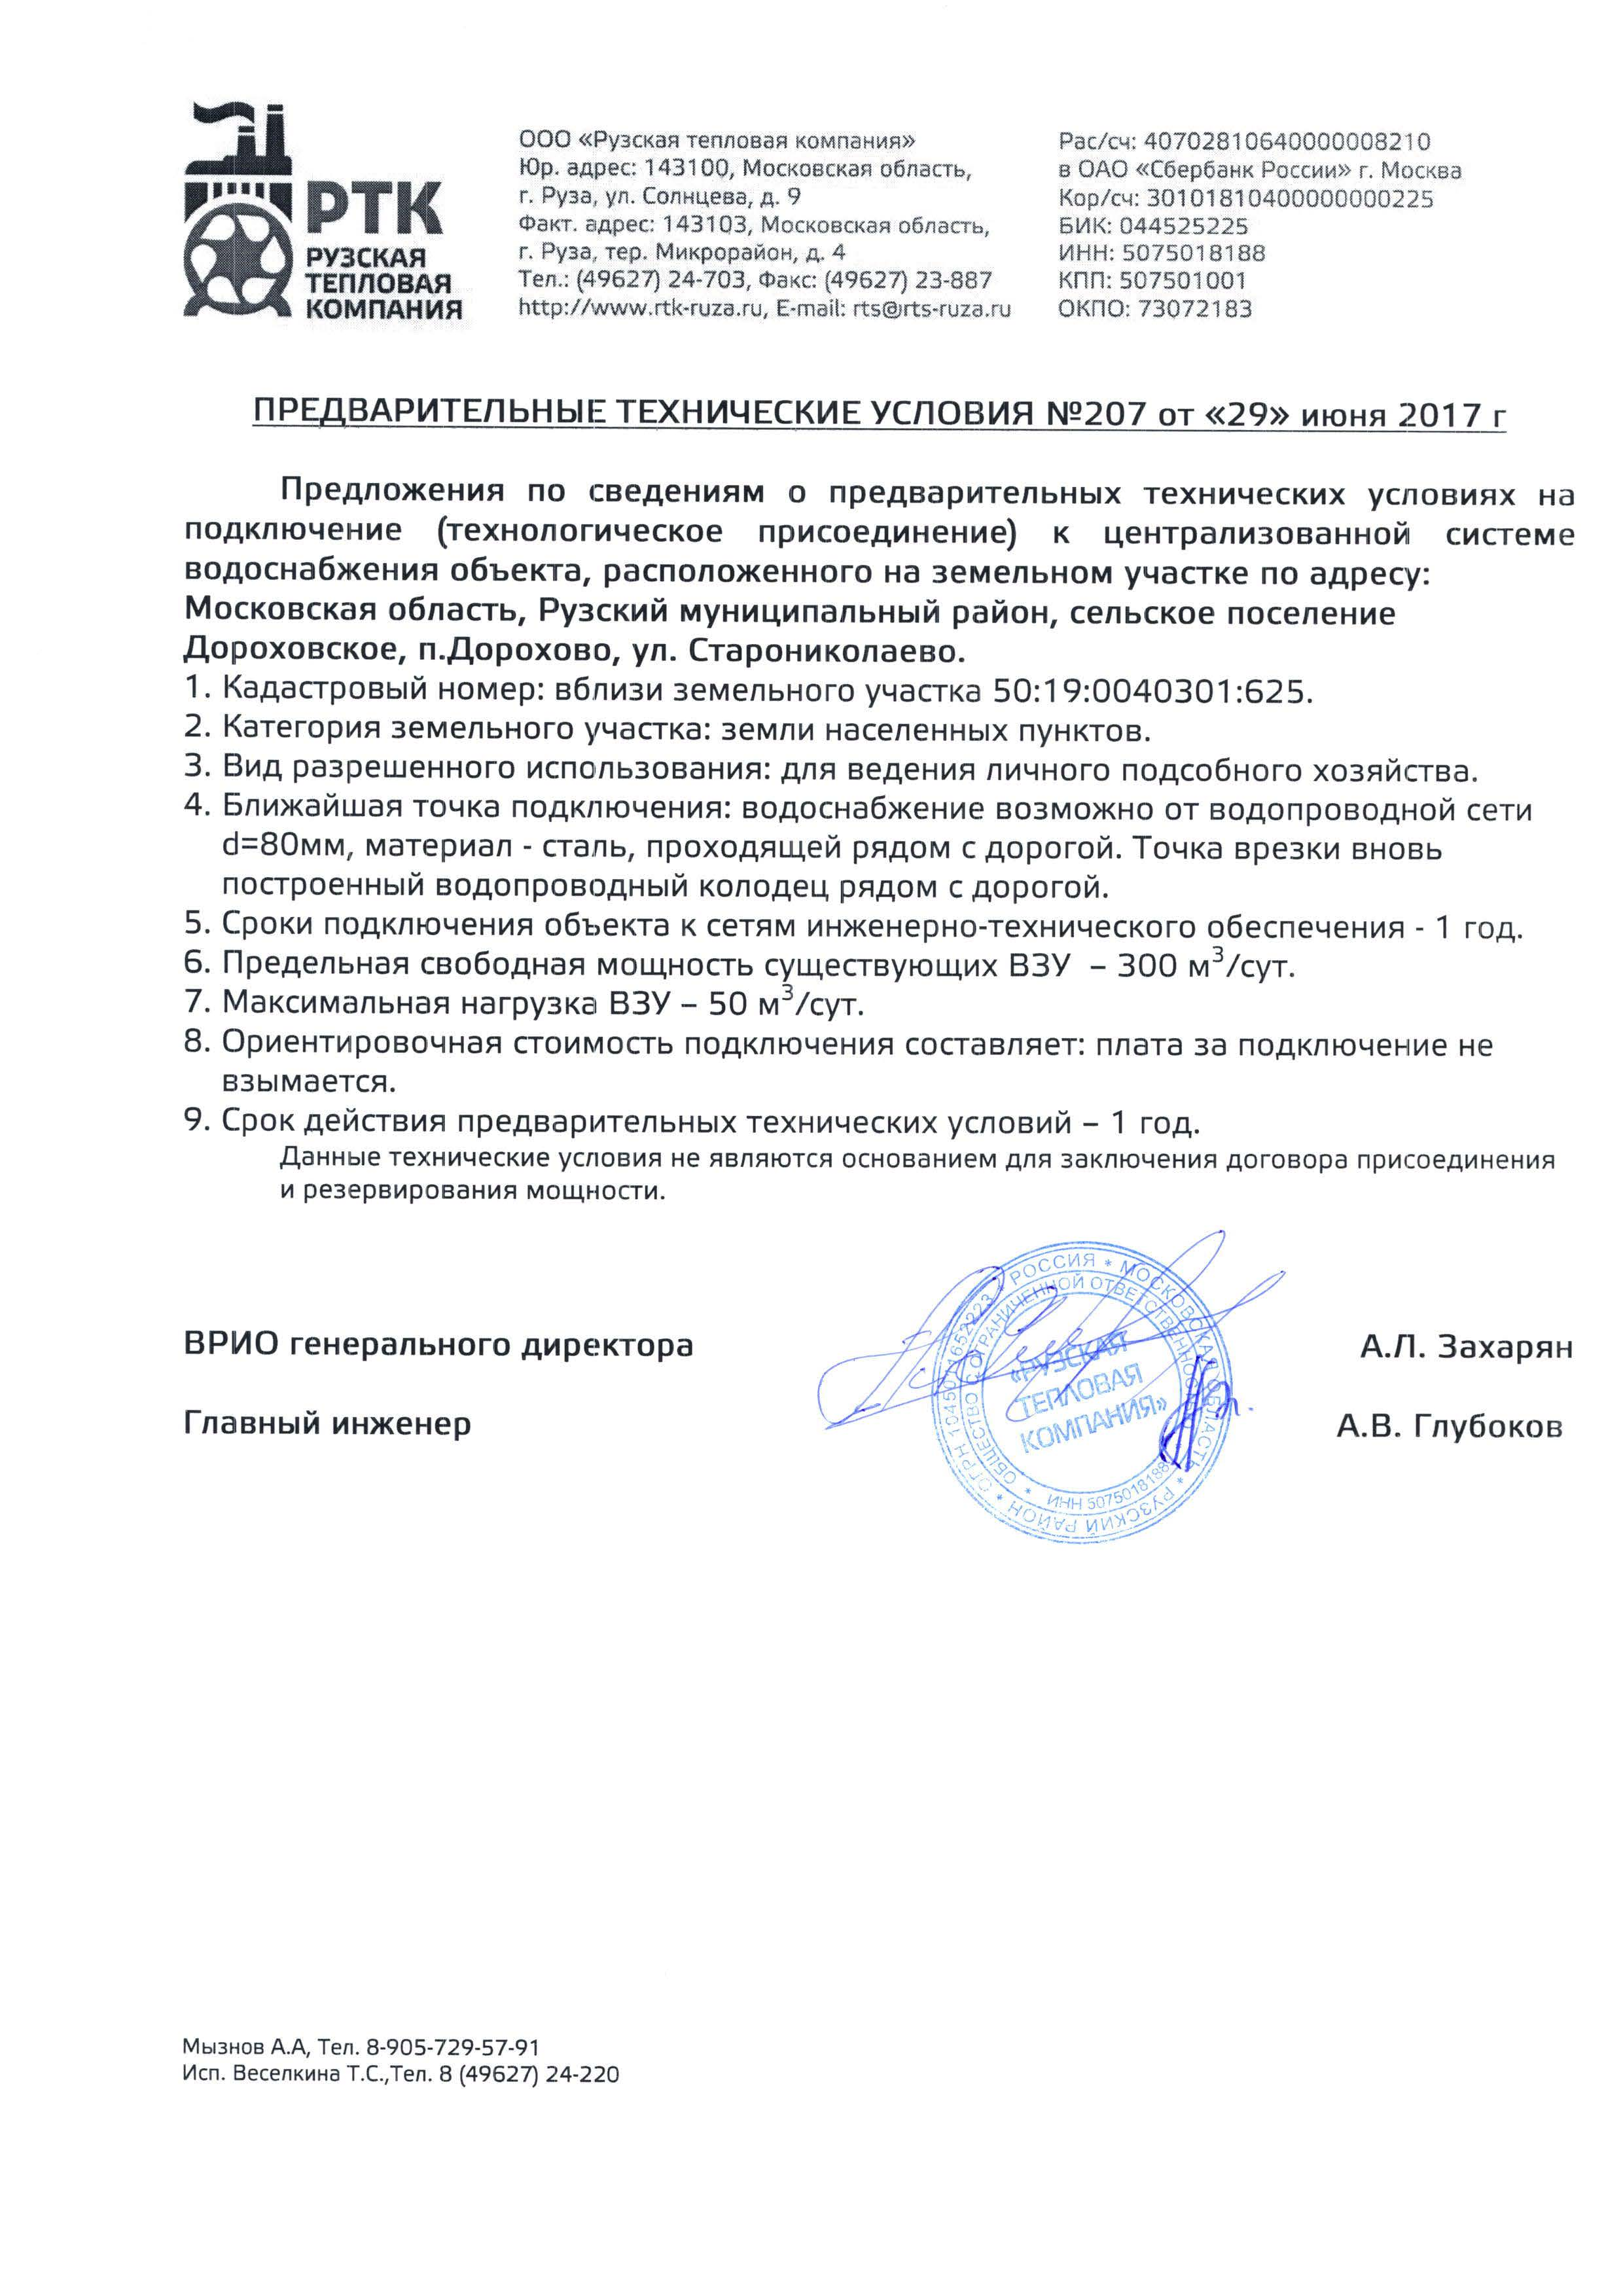 РТК
РУЗСКАЯ
ТЕПЛОВАЯ
КОМПАНИЯ
ООО «Рузская тепловая компания»
Юр. адрес: 143100, Московская область,
г. Руза, ул. Солнцева, д. 9
Факт. адрес: 143103, Московская область,
г. Руза, тер. Микрорайон, д. 4
Тел.: (49627) 24-703, Факс: (49627) 23-887
http://www.rtk-ruza.ru, E-mail: rts@rts-ruza.ru
Рас/сч: 40702810640000008210
в ОАО «Сбербанк России» г. Москва
Кор/сч: 30101810400000000225
БИК: 044525225
ИНН: 5075018188
КПП: 507501001
ОКПО: 73072183
ПРЕДВАРИТЕЛЬНЫЕ ТЕХНИЧЕСКИЕ УСЛОВИЯ №207 от «29» июня 2017 г
Предложения по сведениям о предварительных технических условиях на
подключение (технологическое присоединение) к централизованной системе
водоснабжения объекта, расположенного на земельном участке по адресу:
Московская область, Рузский муниципальный район, сельское поселение
Дороховское, п.Дорохово, ул. Старониколаево.
1. Кадастровый номер: вблизи земельного участка 50:19:0040301:625.
2. Категория земельного участка: земли населенных пунктов.
3. Вид разрешенного использования: для ведения личного подсобного хозяйства.
4. Ближайшая точка подключения: водоснабжение возможно от водопроводной сети
d=80мм, материал - сталь, проходящей рядом с дорогой. Точка врезки вновь
построенный водопроводный колодец рядом с дорогой.
5. Сроки подключения объекта к сетям инженерно-технического обеспечения - 1 год.
6. Предельная свободная мощность существующих ВЗУ – 300 м³/сут.
7. Максимальная нагрузка ВЗУ – 50 м³/сут.
8. Ориентировочная стоимость подключения составляет: плата за подключение не
взымается.
9. Срок действия предварительных технических условий – 1 год.
Данные технические условия не являются основанием для заключения договора присоединения
и резервирования мощности.
ВРИО генерального директора
А.Л. Захарян
Главный инженер
А.В. Глубоков
РОССИЯ * МОСКОВСКАЯ ОБЛАСТЬ * РУЗСКИЙ РАЙОН * ОГРН
ОБЩЕСТВО С ОГРАНИЧЕННОЙ ОТВЕТСТВЕННОСТЬЮ
ИНН 5075018188
«РУЗСКАЯ
ТЕПЛОВАЯ
КОМПАНИЯ»
Мызнов А.А, Тел. 8-905-729-57-91
Исп. Веселкина Т.С.,Тел. 8 (49627) 24-220